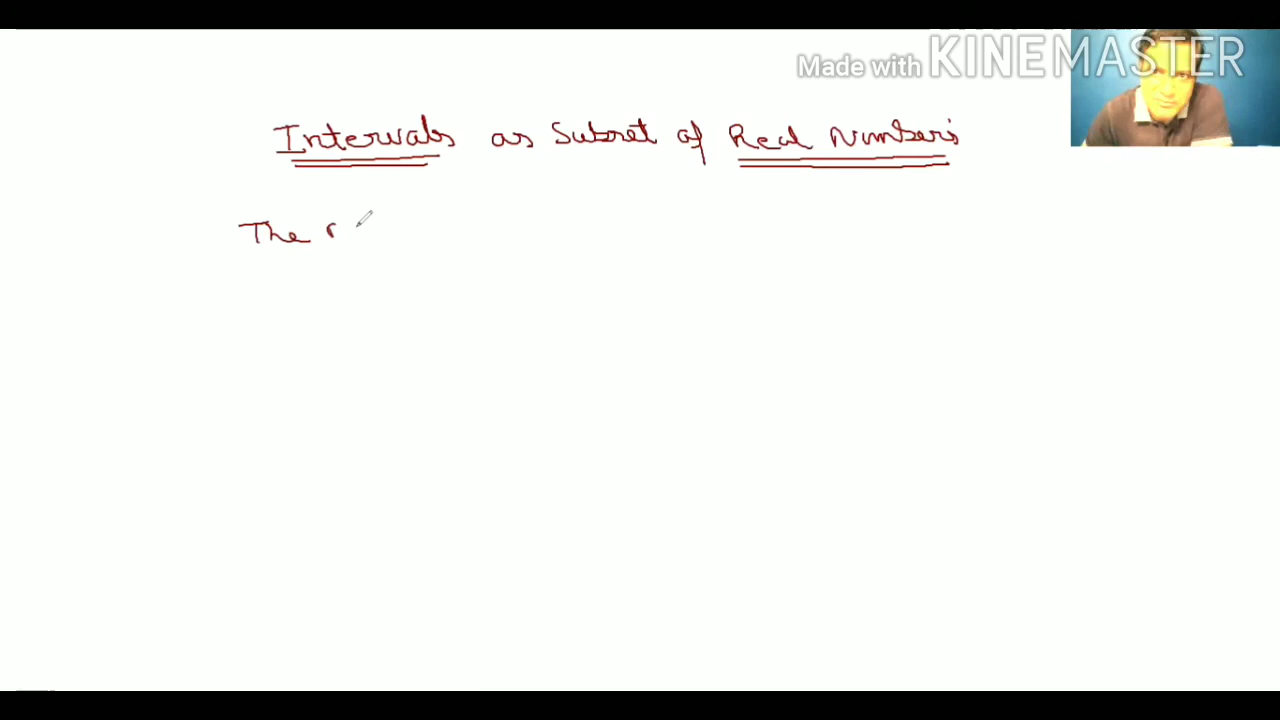 Made with KINEMASTER
Intervals as Subset of Real Numbers
The r